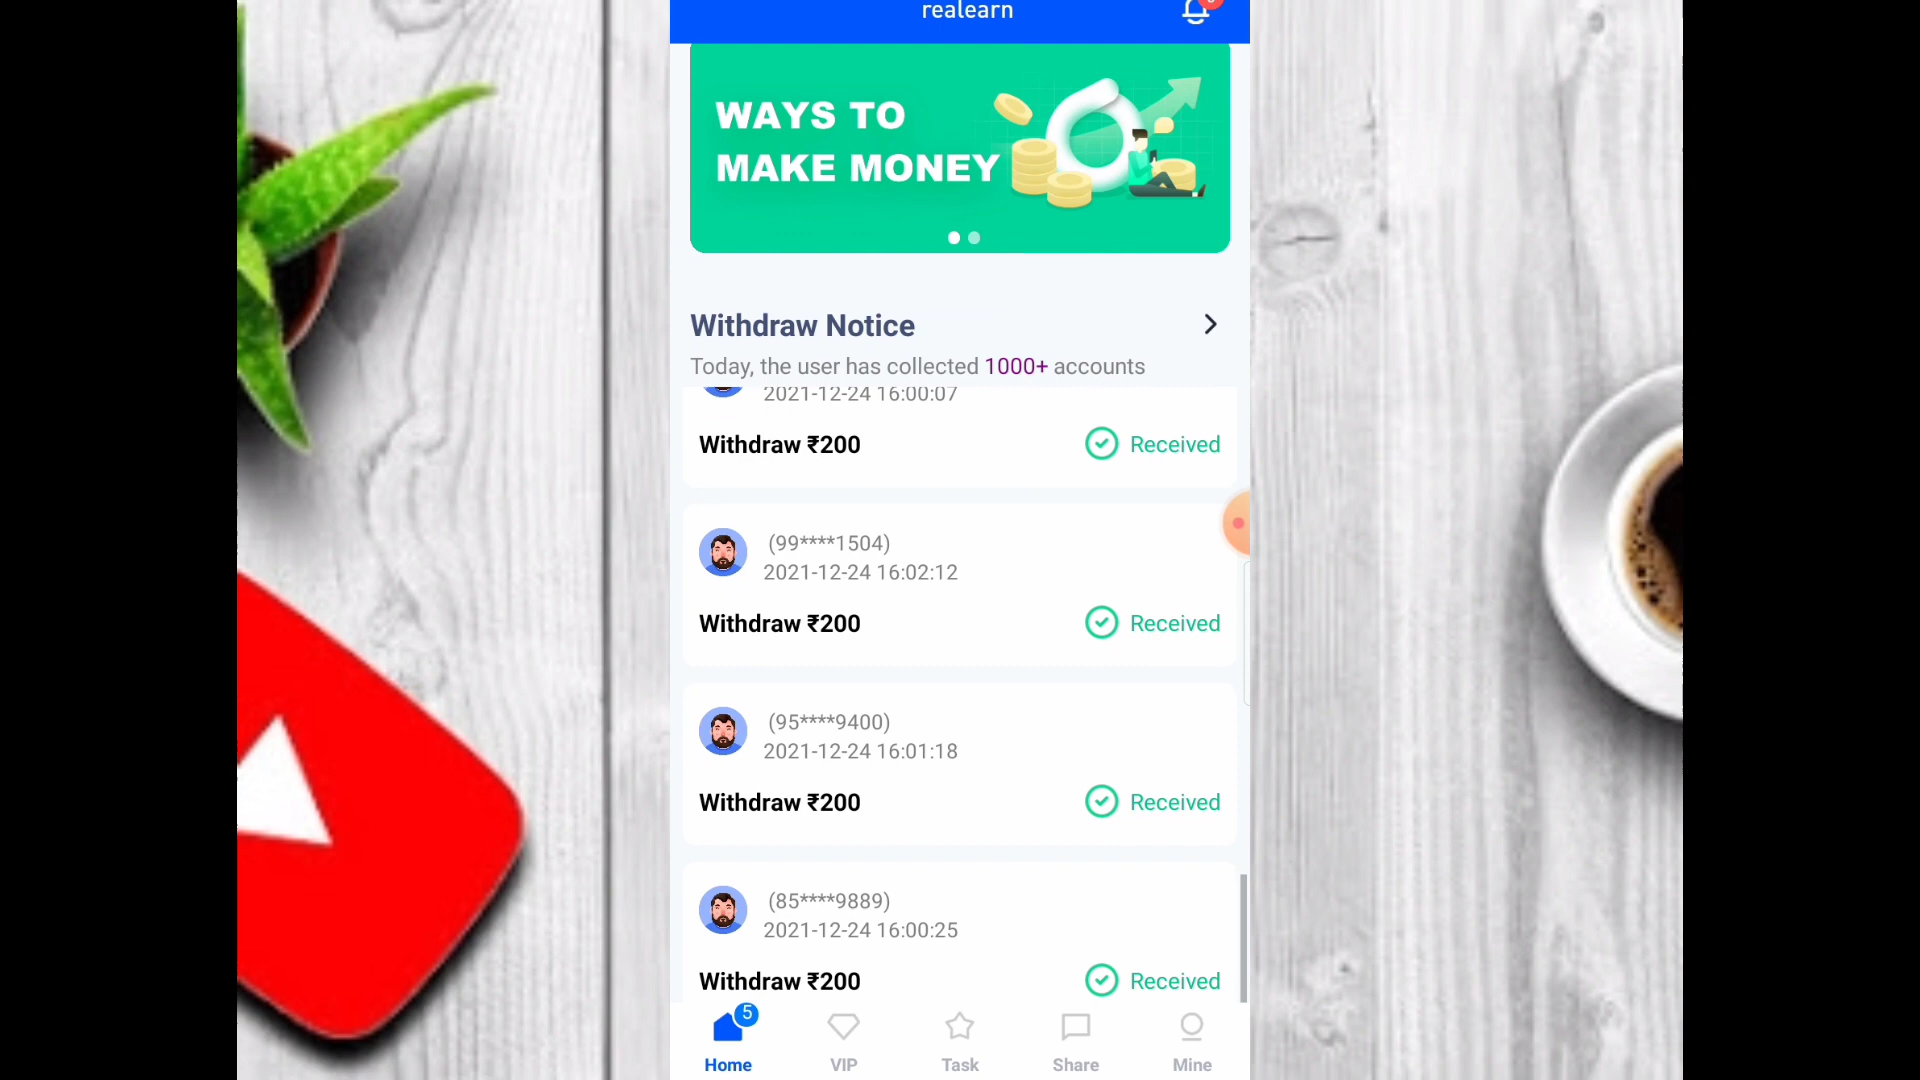 realearn
WAYS TO
MAKE MONEY
Withdraw Notice
Today, the user has collected 1000+ accounts
2021-12-24 16:00:07
Withdraw ₹200 Received
(99****1504)
2021-12-24 16:02:12
Withdraw ₹200 Received
(95****9400)
2021-12-24 16:01:18
Withdraw ₹200 Received
(85****9889)
2021-12-24 16:00:25
Withdraw ₹200 Received
5
Home VIP Task Share Mine